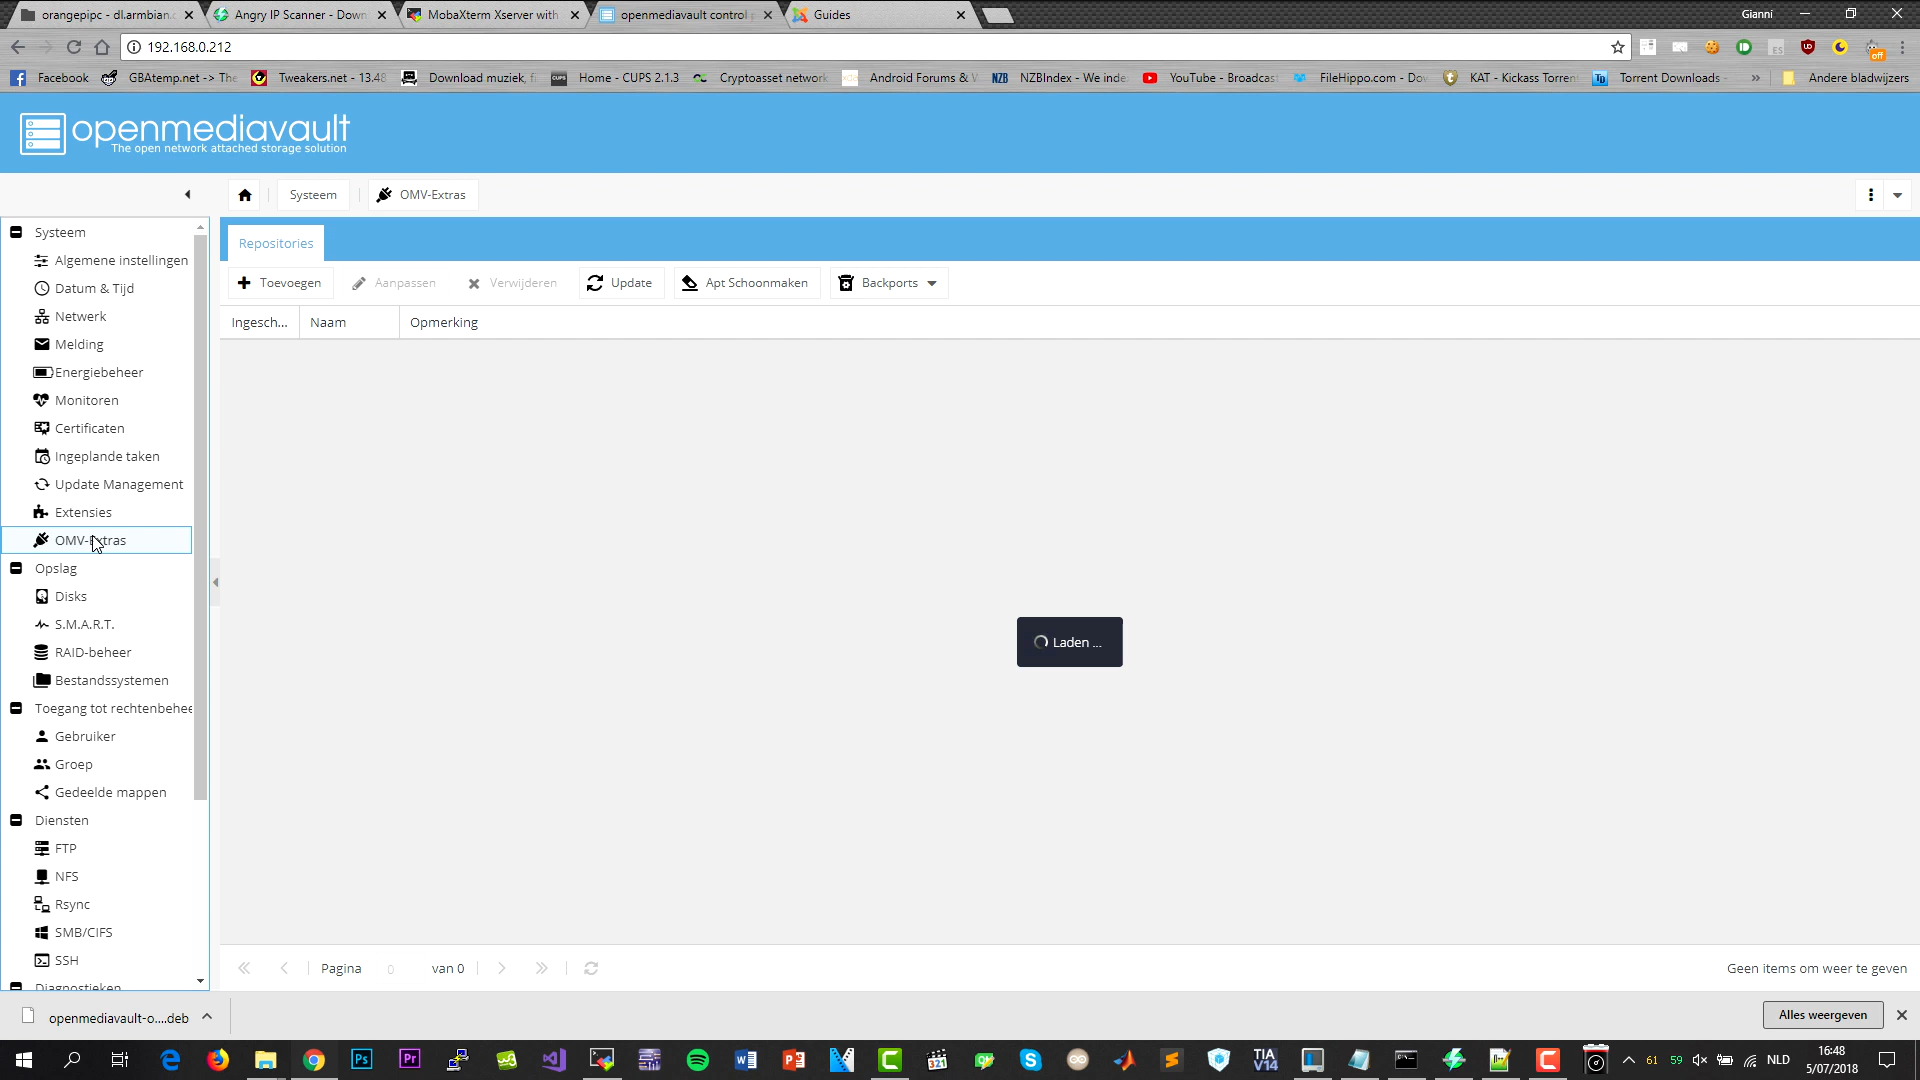 orangepipc - dl.armbian.
Angry IP Scanner - Down
MobaXterm Xserver with
openmediavault control
Guides
Gianni
192.168.0.212
Facebook
GBAtemp.net -> The
Tweakers.net - 13.48
Download muziek, fi
Home - CUPS 2.1.3
Cryptoasset network
Android Forums &
NZBIndex - We inde
YouTube - Broadcast
FileHippo.com - Dow
KAT - Kickass Torren
Torrent Downloads
»
Andere bladwijzers
openmediavault
The open network attached storage solution
Systeem
OMV-Extras
Systeem
Algemene instellingen
Datum & Tijd
Netwerk
Melding
Energiebeheer
Monitoren
Certificaten
Ingeplande taken
Update Management
Extensies
OMV-Extras
Opslag
Disks
S.M.A.R.T.
RAID-beheer
Bestandssystemen
Toegang tot rechtenbehee
Gebruiker
Groep
Gedeelde mappen
Diensten
FTP
NFS
Rsync
SMB/CIFS
SSH
Diagnostieken
Repositories
Toevoegen
Aanpassen
Verwijderen
Update
Apt Schoonmaken
Backports
Ingesch...
Naam
Opmerking
Laden ...
Pagina 0 van 0
Geen items om weer te geven
openmediavault-o....deb
Alles weergeven
61 59 NLD
16:48
5/07/2018